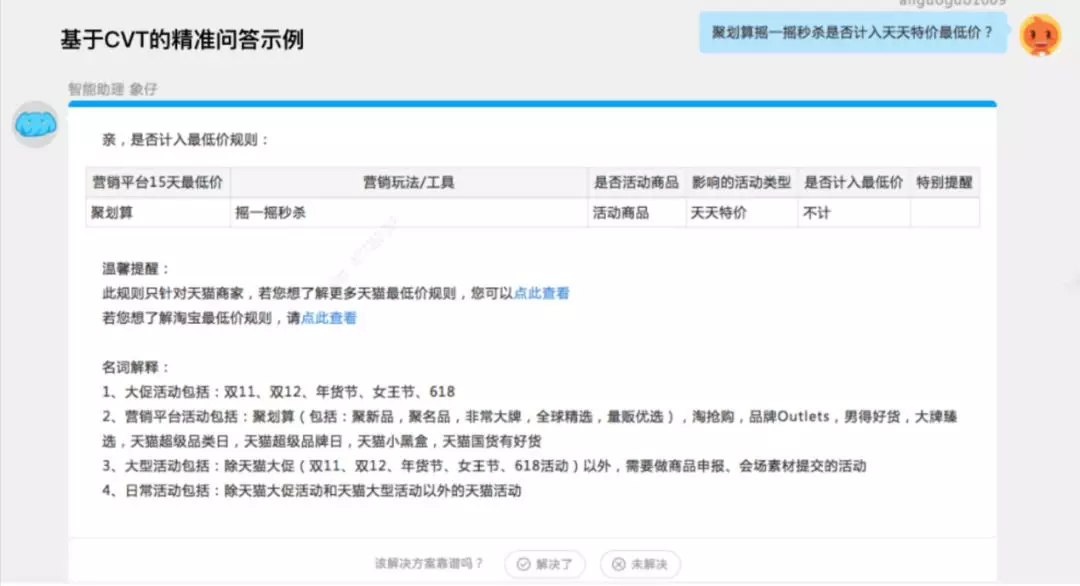 基于CVT的精准问答示例
聚划算摇一摇秒杀是否计入天天特价最低价？
智能助理 象仔
亲，是否计入最低价规则：
营销平台15天最低价 营销玩法/工具 是否活动商品 影响的活动类型 是否计入最低价 特别提醒
聚划算 摇一摇秒杀 活动商品 天天特价 不计
温馨提醒：
此规则只针对天猫商家，若您想了解更多天猫最低价规则，您可以点此查看
若您想了解淘宝最低价规则，请点此查看
名词解释：
1、大促活动包括：双11、双12、年货节、女王节、618
2、营销平台活动包括：聚划算（包括：聚新品，聚名品，非常大牌，全球精选，量贩优选），淘抢购，品牌Outlets，男得好货，大牌臻
选，天猫超级品类日，天猫超级品牌日，天猫小黑盒，天猫国货有好货
3、大型活动包括：除天猫大促（双11、双12、年货节、女王节、618活动）以外，需要做商品申报、会场素材提交的活动
4、日常活动包括：除天猫大促活动和天猫大型活动以外的天猫活动
该解决方案靠谱吗？ 解决了 未解决